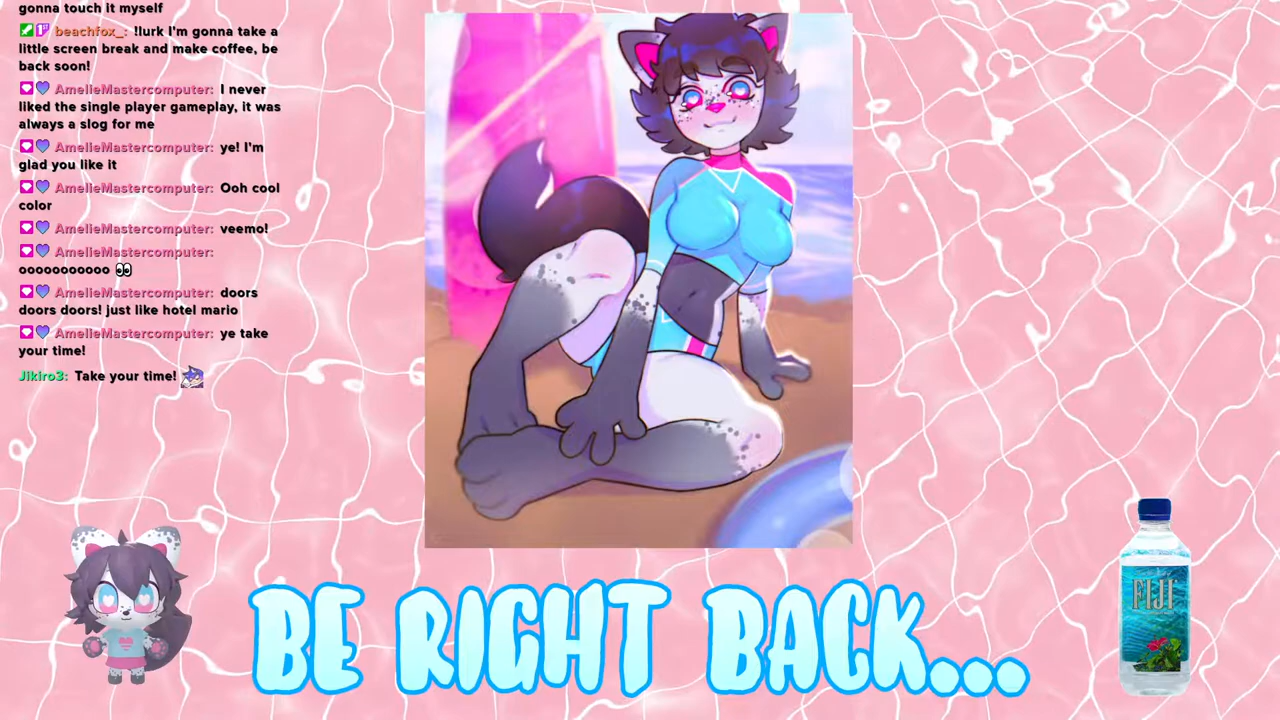 gonna touch it myself
beachfox_: !lurk I'm gonna take a
little screen break and make coffee, be
back soon!
AmelieMastercomputer: I never
liked the single player gameplay, it was
always a slog for me
AmelieMastercomputer: ye! I'm
glad you like it
AmelieMastercomputer: Ooh cool
color
AmelieMastercomputer: veemo!
AmelieMastercomputer:
ooooooooooo 👀
AmelieMastercomputer: doors
doors doors! just like hotel mario
AmelieMastercomputer: ye take
your time!
Jikiro3: Take your time!
FIJI
BE RIGHT BACK...